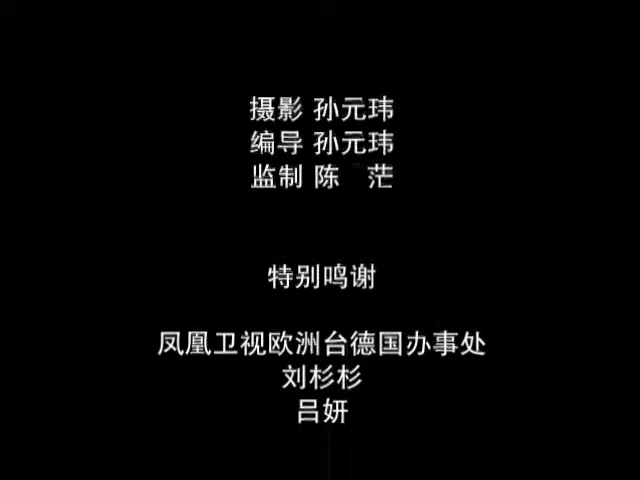 摄影 孙元玮
编导 孙元玮
监制 陈 茫
特别鸣谢
凤凰卫视欧洲台德国办事处
刘杉杉
吕妍